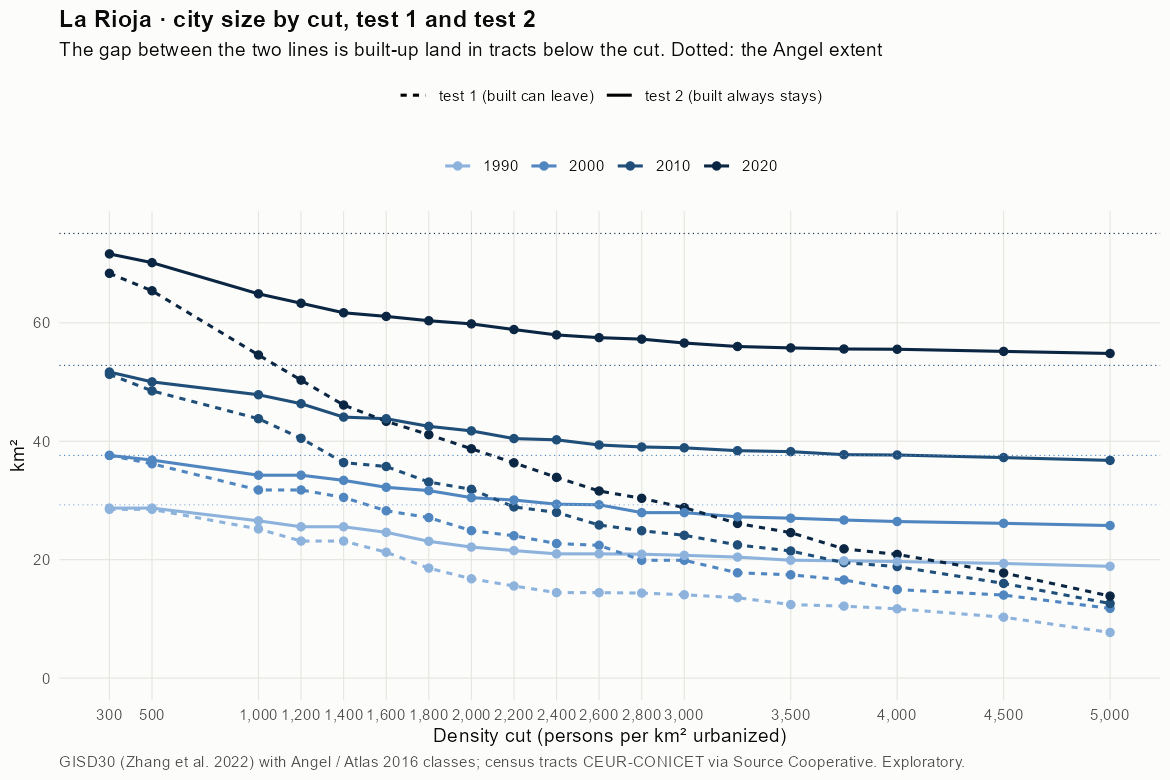 La Rioja · city size by cut, test 1 and test 2
The gap between the two lines is built-up land in tracts below the cut. Dotted: the Angel extent
test 1 (built can leave) test 2 (built always stays)
1990 2000 2010 2020
60
40
20
0
km²
300 500 1,000 1,200 1,400 1,600 1,800 2,000 2,200 2,400 2,600 2,800 3,000 3,500 4,000 4,500 5,000
Density cut (persons per km² urbanized)
GISD30 (Zhang et al. 2022) with Angel / Atlas 2016 classes; census tracts CEUR-CONICET via Source Cooperative. Exploratory.